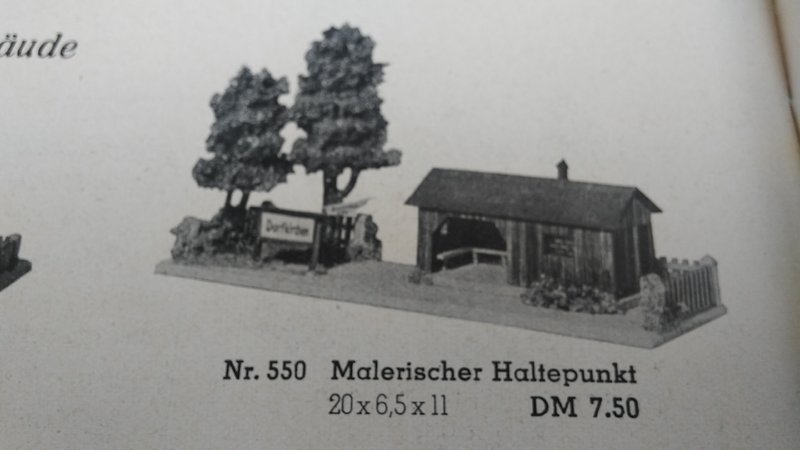 äude
Dorfkirchen
Nr. 550 Malerischer Haltepunkt
20 x 6,5 x 11 DM 7.50